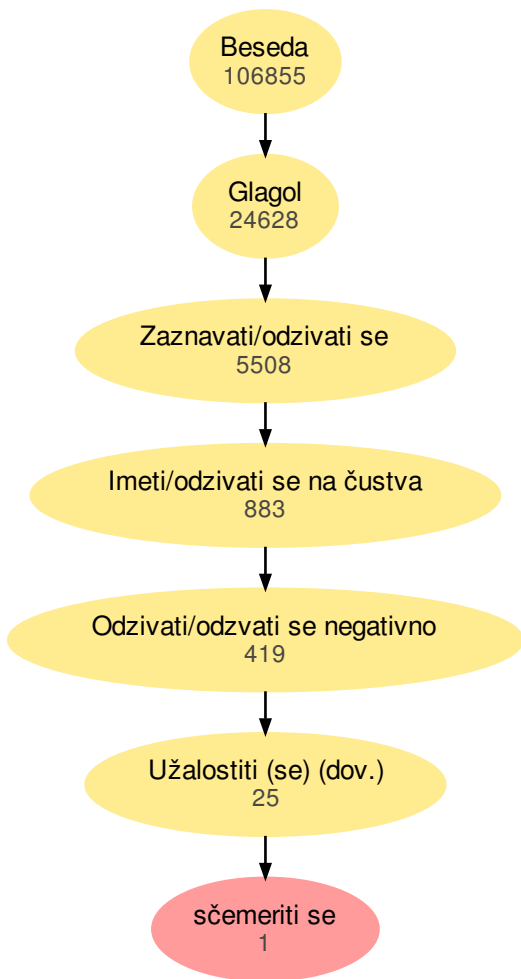 Beseda
106855
Glagol
24628
Zaznavati/odzivati se
5508
Imeti/odzivati se na čustva
883
Odzivati/odzvati se negativno
419
Užalostiti (se) (dov.)
25
sčemeriti se
1